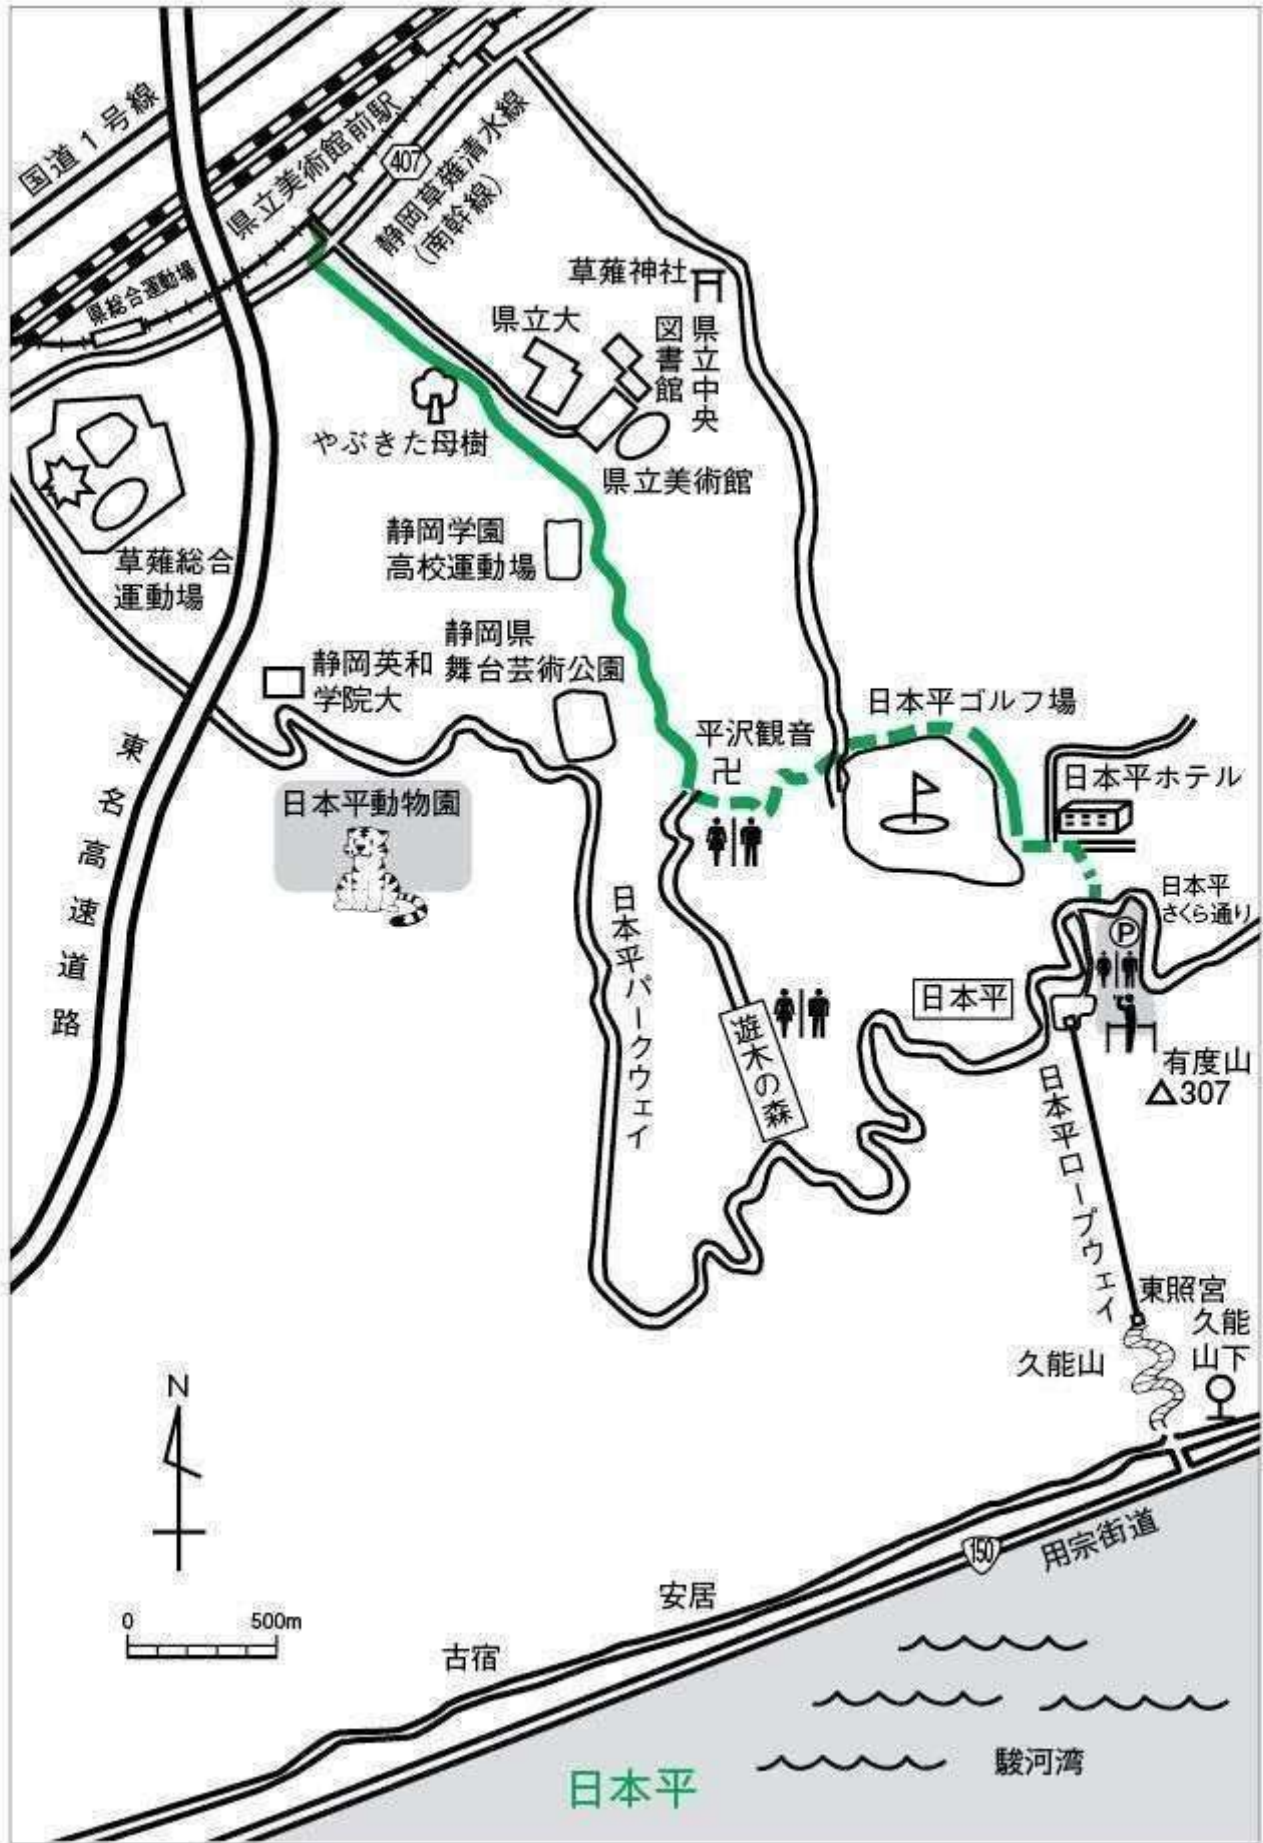 国道1号線
県立美術館前駅
407
静岡草薙清水線
(南幹線)
県総合運動場
草薙神社
県立大
県立中央
図書館
やぶきた母樹
県立美術館
静岡学園
高校運動場
草薙総合
運動場
静岡県
舞台芸術公園
静岡英和
学院大
東名高速道路
日本平動物園
平沢観音
卍
日本平ゴルフ場
日本平ホテル
日本平
さくら通り
P
日本平パークウェイ
日本平
遊木の森
有度山
307
日本平ロープウェイ
東照宮
久能
山下
久能山
N
0 500m
150
用宗街道
安居
古宿
駿河湾
日本平